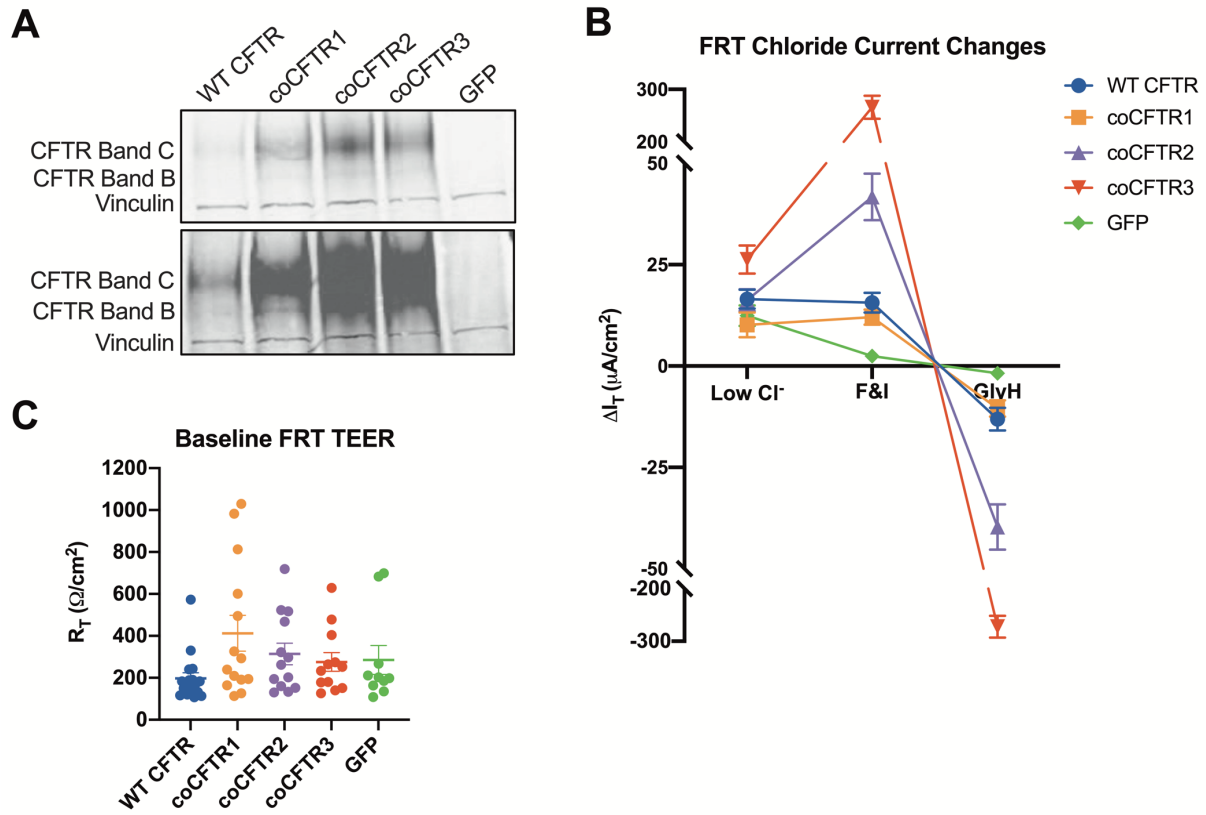 A
WT CFTR
coCFTR1
coCFTR2
coCFTR3
GFP
CFTR Band C
CFTR Band B
Vinculin
CFTR Band C
CFTR Band B
Vinculin
B
FRT Chloride Current Changes
300
200
50
25
0
-25
-50
-200
-300
ΔI_T (μA/cm²)
Low Cl⁻
F&I
GlyH
WT CFTR
coCFTR1
coCFTR2
coCFTR3
GFP
C
Baseline FRT TEER
1200
1000
800
600
400
200
0
R_T (Ω/cm²)
WT CFTR
coCFTR1
coCFTR2
coCFTR3
GFP